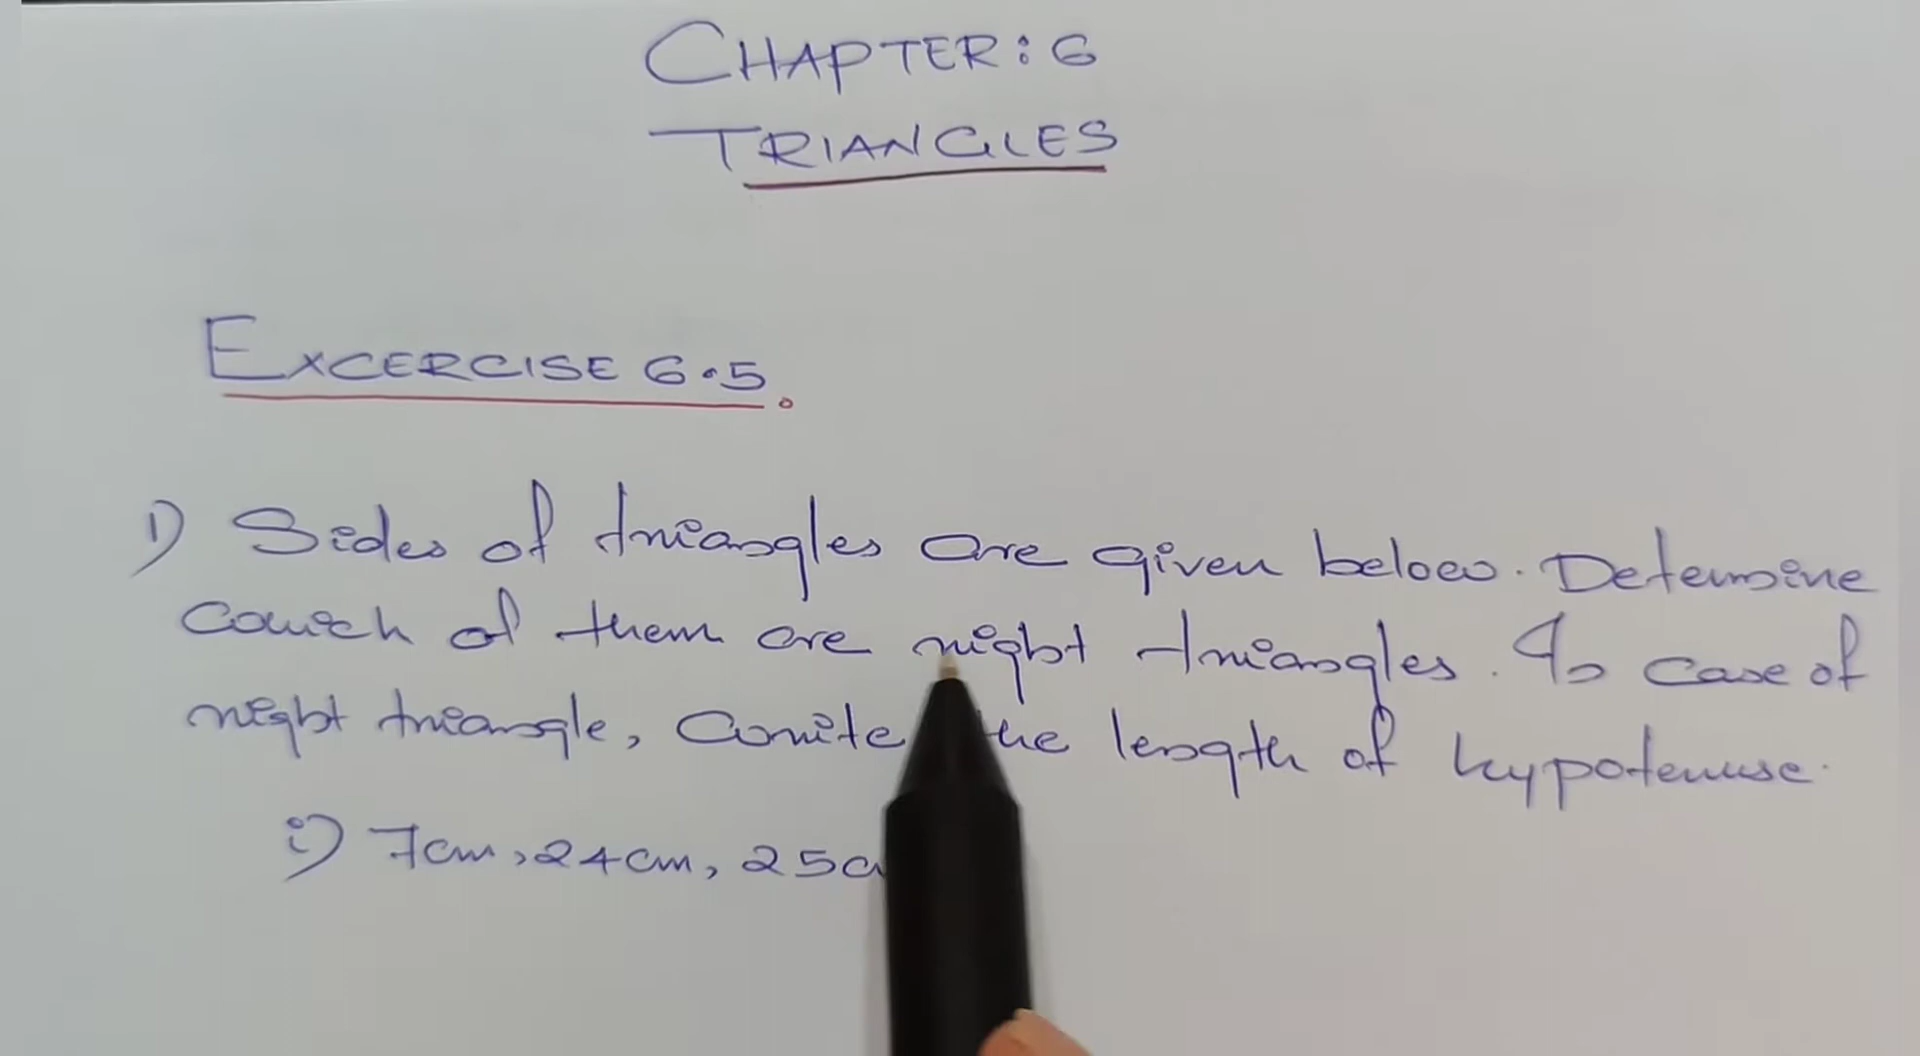 CHAPTER: 6
TRIANGLES
EXCERCISE 6.5.
1) Sides of triangles are given below. Determine
which of them are right triangles. In case of
right triangle, write the length of hypotenuse.
i) 7cm, 24cm, 25c